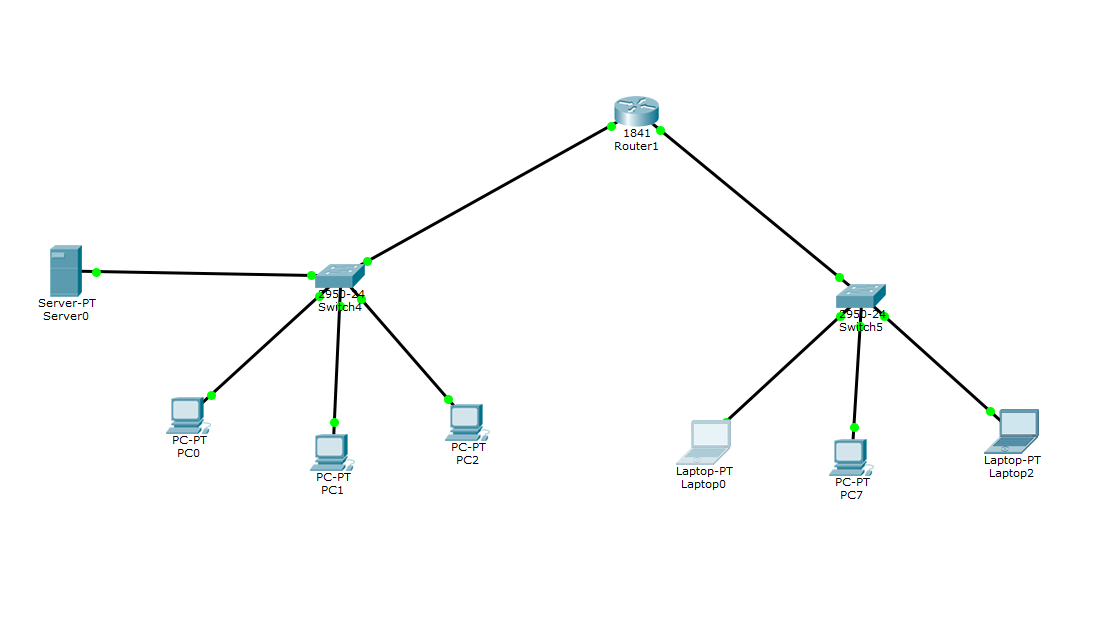 1841
Router1
Server-PT
Server0
2950-24
Switch4
2950-24
Switch5
PC-PT
PC0
PC-PT
PC1
PC-PT
PC2
Laptop-PT
Laptop0
PC-PT
PC7
Laptop-PT
Laptop2